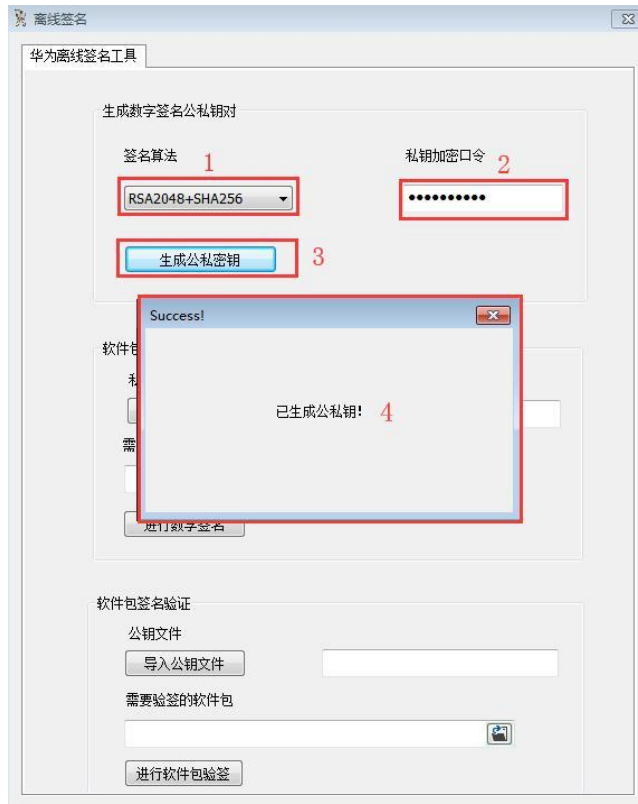 离线签名
华为离线签名工具
生成数字签名公私钥对
签名算法 1
私钥加密口令 2
RSA2048+SHA256
••••••••••
生成公私密钥 3
Success!
软件包
已生成公私钥! 4
需
进行数字签名
软件包签名验证
公钥文件
导入公钥文件
需要验签的软件包
进行软件包验签